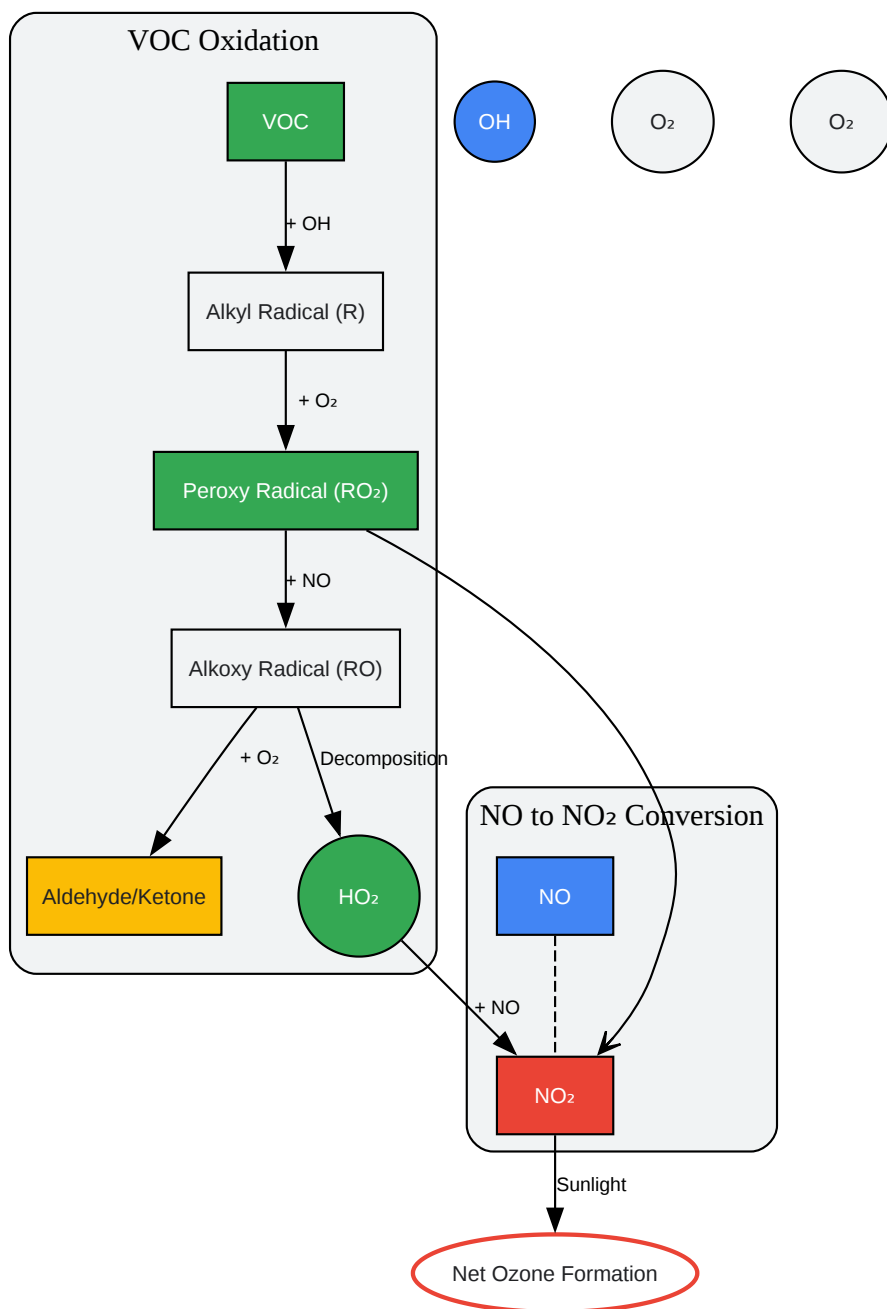 VOC Oxidation
VOC
OH
O₂
O₂
+ OH
Alkyl Radical (R)
+ O₂
Peroxy Radical (RO₂)
+ NO
Alkoxy Radical (RO)
+ O₂
Decomposition
NO to NO₂ Conversion
Aldehyde/Ketone
HO₂
NO
+ NO
NO₂
Sunlight
Net Ozone Formation